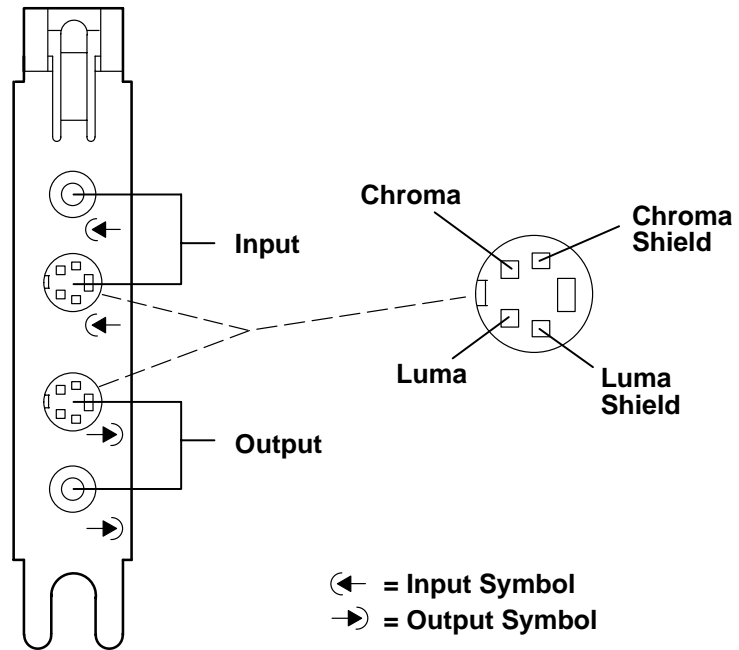 Chroma
Chroma
Shield
Input
Luma
Luma
Shield
Output
= Input Symbol
= Output Symbol